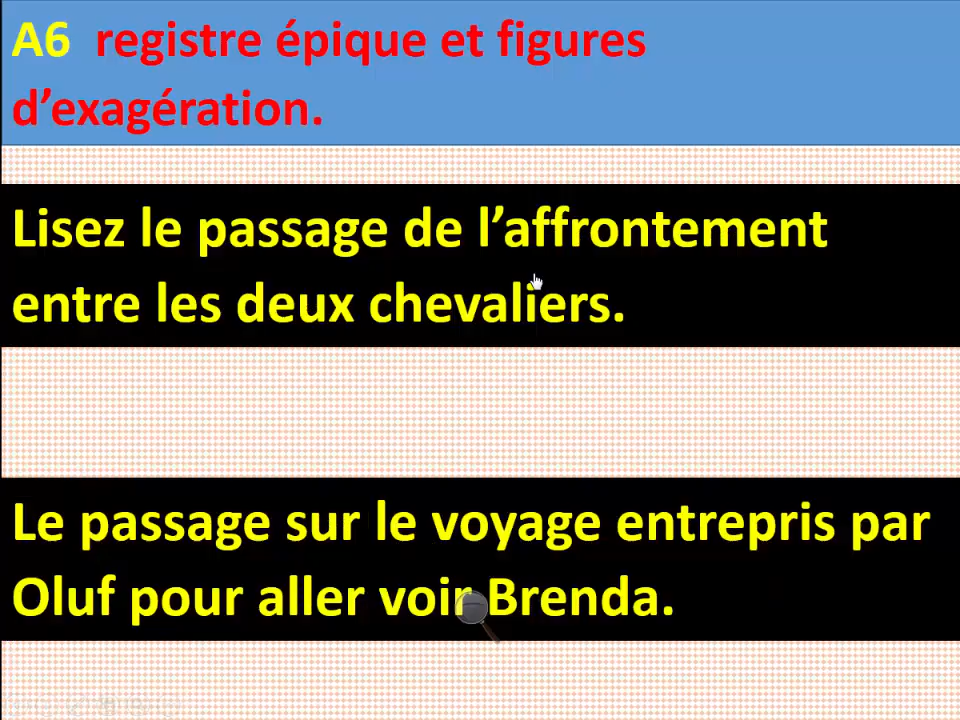 A6 registre épique et figures
d’exagération.
Lisez le passage de l’affrontement
entre les deux chevaliers.
Le passage sur le voyage entrepris par
Oluf pour aller voir Brenda.